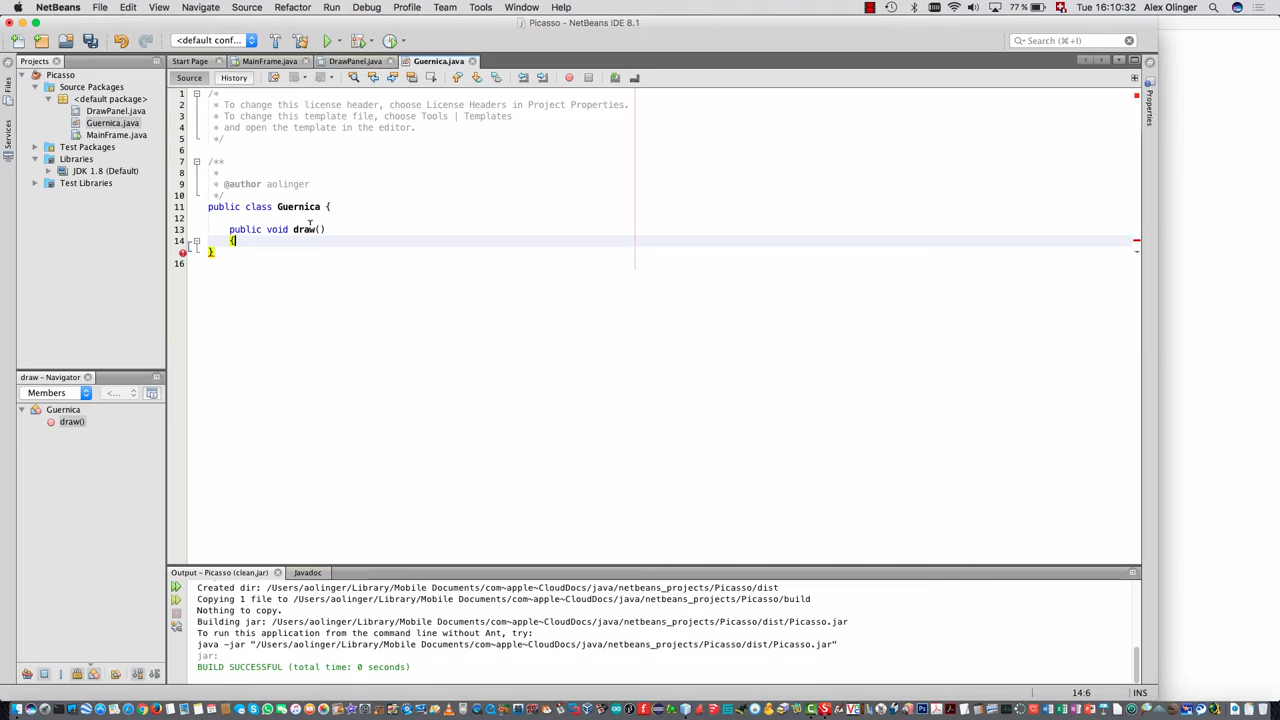 NetBeans File Edit View Navigate Source Refactor Run Debug Profile Team Tools Window Help 77 % Tue 16:10:32 Alex Olinger
Picasso - NetBeans IDE 8.1
<default conf... Search (⌘+I)
Projects
Start Page MainFrame.java DrawPanel.java Guernica.java
Source History
Files
Services
Properties
Picasso
Source Packages
<default package>
DrawPanel.java
Guernica.java
MainFrame.java
Test Packages
Libraries
JDK 1.8 (Default)
Test Libraries
1 /*
2 * To change this license header, choose License Headers in Project Properties.
3 * To change this template file, choose Tools | Templates
4 * and open the template in the editor.
5 */
6
7 /**
8 *
9 * @author aolinger
10 */
11 public class Guernica {
12
13 public void draw()
14 {
}
16
draw - Navigator
Members <...
Guernica
draw()
Output - Picasso (clean,jar) Javadoc
Created dir: /Users/aolinger/Library/Mobile Documents/com~apple~CloudDocs/java/netbeans_projects/Picasso/dist
Copying 1 file to /Users/aolinger/Library/Mobile Documents/com~apple~CloudDocs/java/netbeans_projects/Picasso/build
Nothing to copy.
Building jar: /Users/aolinger/Library/Mobile Documents/com~apple~CloudDocs/java/netbeans_projects/Picasso/dist/Picasso.jar
To run this application from the command line without Ant, try:
java -jar "/Users/aolinger/Library/Mobile Documents/com~apple~CloudDocs/java/netbeans_projects/Picasso/dist/Picasso.jar"
jar:
BUILD SUCCESSFUL (total time: 0 seconds)
14:6 INS